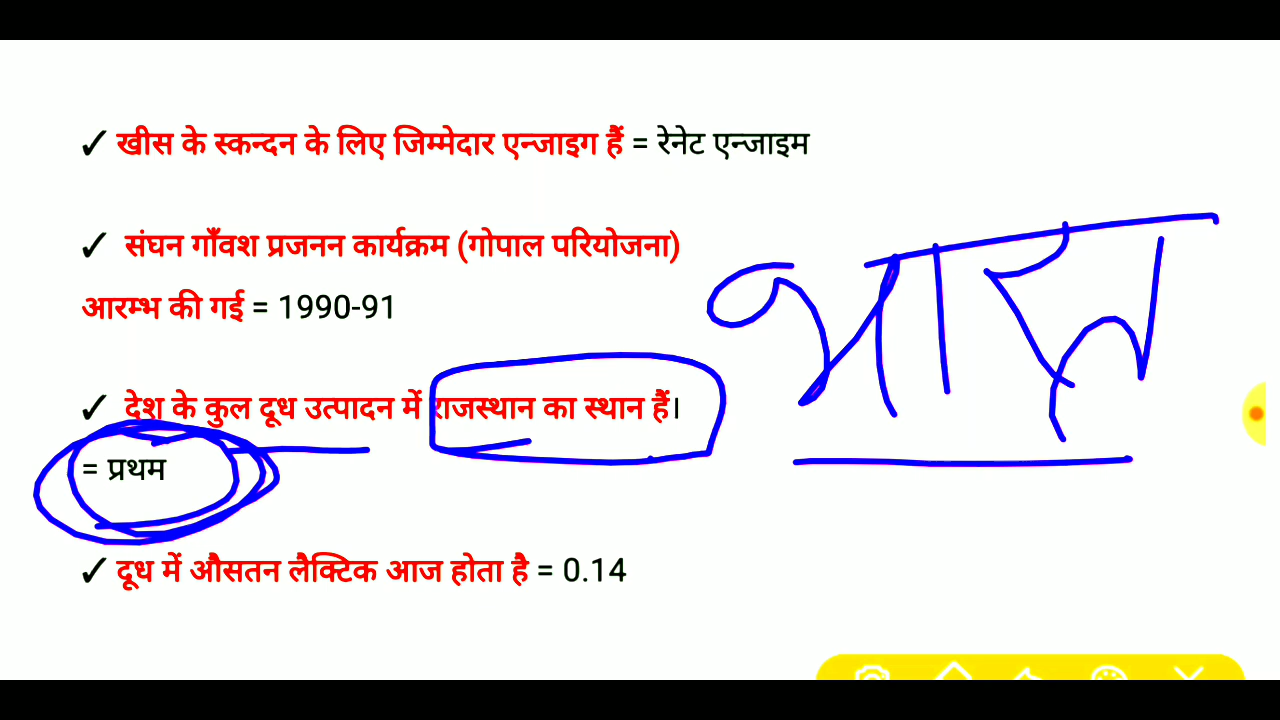 ✓ खीस के स्कन्दन के लिए जिम्मेदार एन्जाइग हैं = रेनेट एन्जाइम
✓ संघन गाँवश प्रजनन कार्यक्रम (गोपाल परियोजना)
आरम्भ की गई = 1990-91
✓ देश के कुल दूध उत्पादन में राजस्थान का स्थान हैं।
= प्रथम
✓ दूध में औसतन लैक्टिक आज होता है = 0.14
भारत